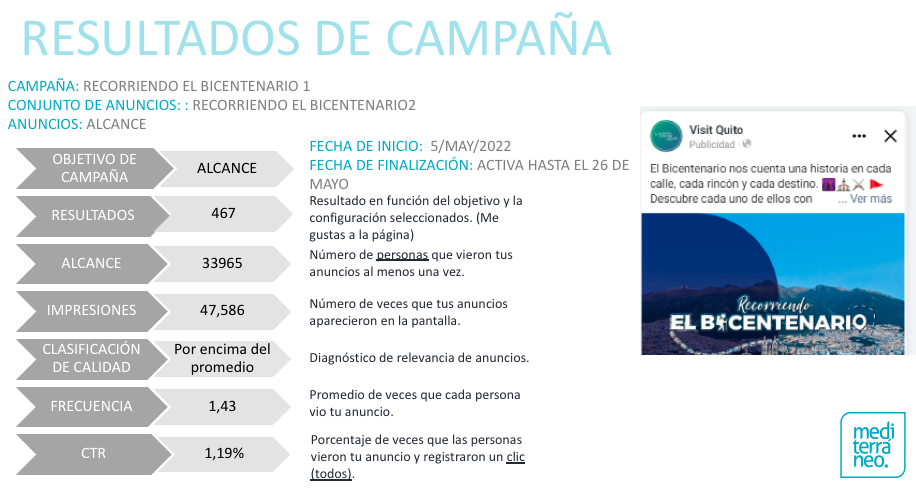 RESULTADOS DE CAMPAÑA
CAMPAÑA: RECORRIENDO EL BICENTENARIO 1
CONJUNTO DE ANUNCIOS: : RECORRIENDO EL BICENTENARIO2
ANUNCIOS: ALCANCE
FECHA DE INICIO: 5/MAY/2022
FECHA DE FINALIZACIÓN: ACTIVA HASTA EL 26 DE
MAYO
OBJETIVO DE
CAMPAÑA
ALCANCE
RESULTADOS
467
Resultado en función del objetivo y la
configuración seleccionados. (Me
gustas a la página)
ALCANCE
33965
Número de personas que vieron tus
anuncios al menos una vez.
IMPRESIONES
47,586
Número de veces que tus anuncios
aparecieron en la pantalla.
CLASIFICACIÓN
DE CALIDAD
Por encima del
promedio
Diagnóstico de relevancia de anuncios.
FRECUENCIA
1,43
Promedio de veces que cada persona
vio tu anuncio.
CTR
1,19%
Porcentaje de veces que las personas
vieron tu anuncio y registraron un clic
(todos).
Visit Quito
Publicidad ·
El Bicentenario nos cuenta una historia en cada
calle, cada rincón y cada destino.
Descubre cada uno de ellos con ... Ver más
Recorriendo
EL BICENTENARIO
medi
terrá
neo.